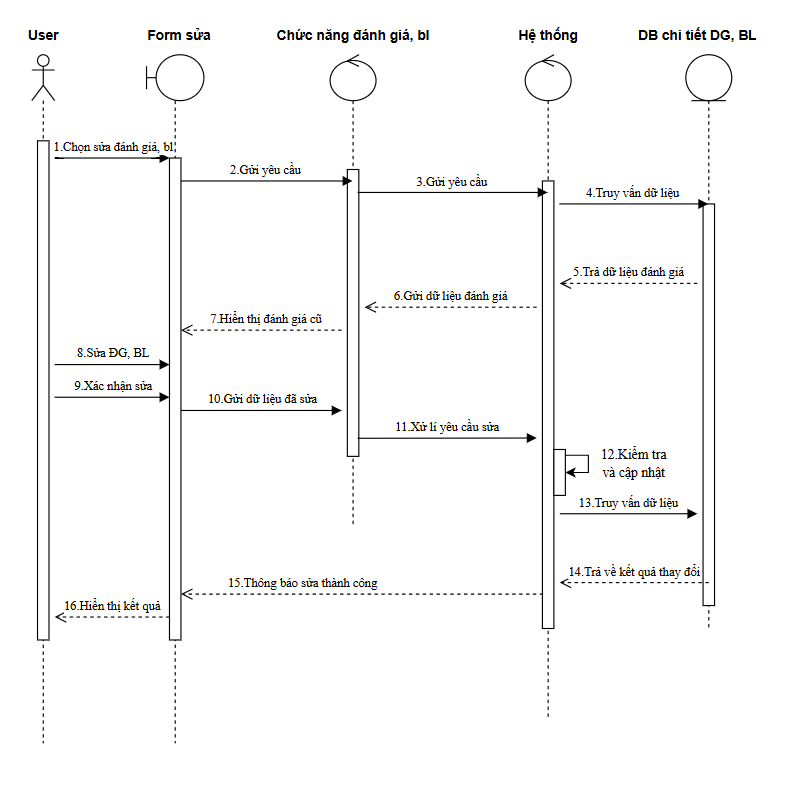 User
Form sửa
Chức năng đánh giá, bl
Hệ thống
DB chi tiết DG, BL
1.Chọn sửa đánh giá, bl
2.Gửi yêu cầu
3.Gửi yêu cầu
4.Truy vấn dữ liệu
5.Trả dữ liệu đánh giá
6.Gửi dữ liệu đánh giá
7.Hiển thị đánh giá cũ
8.Sửa ĐG, BL
9.Xác nhận sửa
10.Gửi dữ liệu đã sửa
11.Xử lí yêu cầu sửa
12.Kiểm tra
và cập nhật
13.Truy vấn dữ liệu
14.Trả về kết quả thay đổi
15.Thông báo sửa thành công
16.Hiển thị kết quả